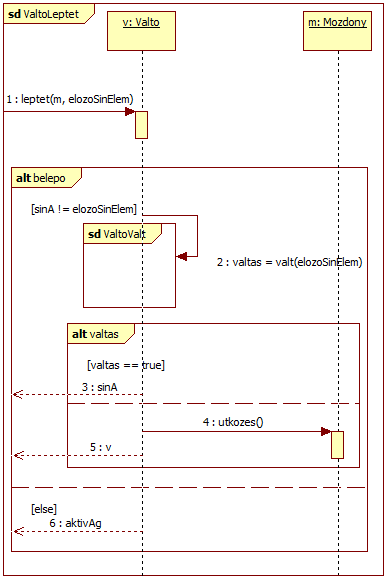 sd ValtoLeptet
v: Valto
m: Mozdony
1 : leptet(m, elozoSinElem)
alt belepo
[sinA != elozoSinElem]
sd ValtoValt
2 : valtas = valt(elozoSinElem)
alt valtas
[valtas == true]
3 : sinA
4 : utkozes()
5 : v
[else]
6 : aktivAg